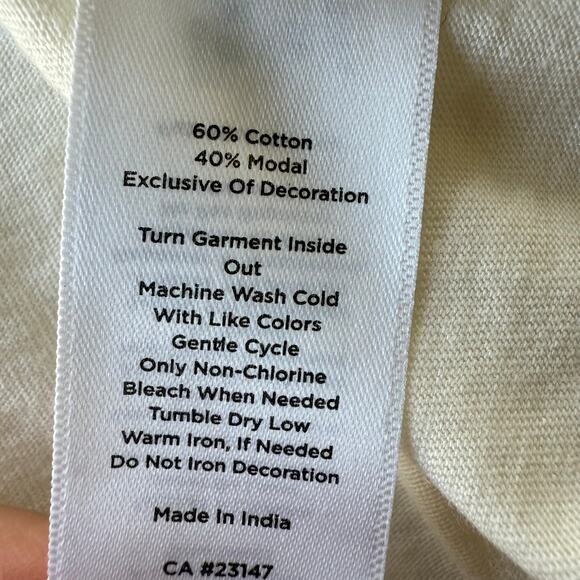 60% Cotton
40% Modal
Exclusive Of Decoration
Turn Garment Inside
Out
Machine Wash Cold
With Like Colors
Gentle Cycle
Only Non-Chlorine
Bleach When Needed
Tumble Dry Low
Warm Iron, If Needed
Do Not Iron Decoration
Made In India
CA #23147